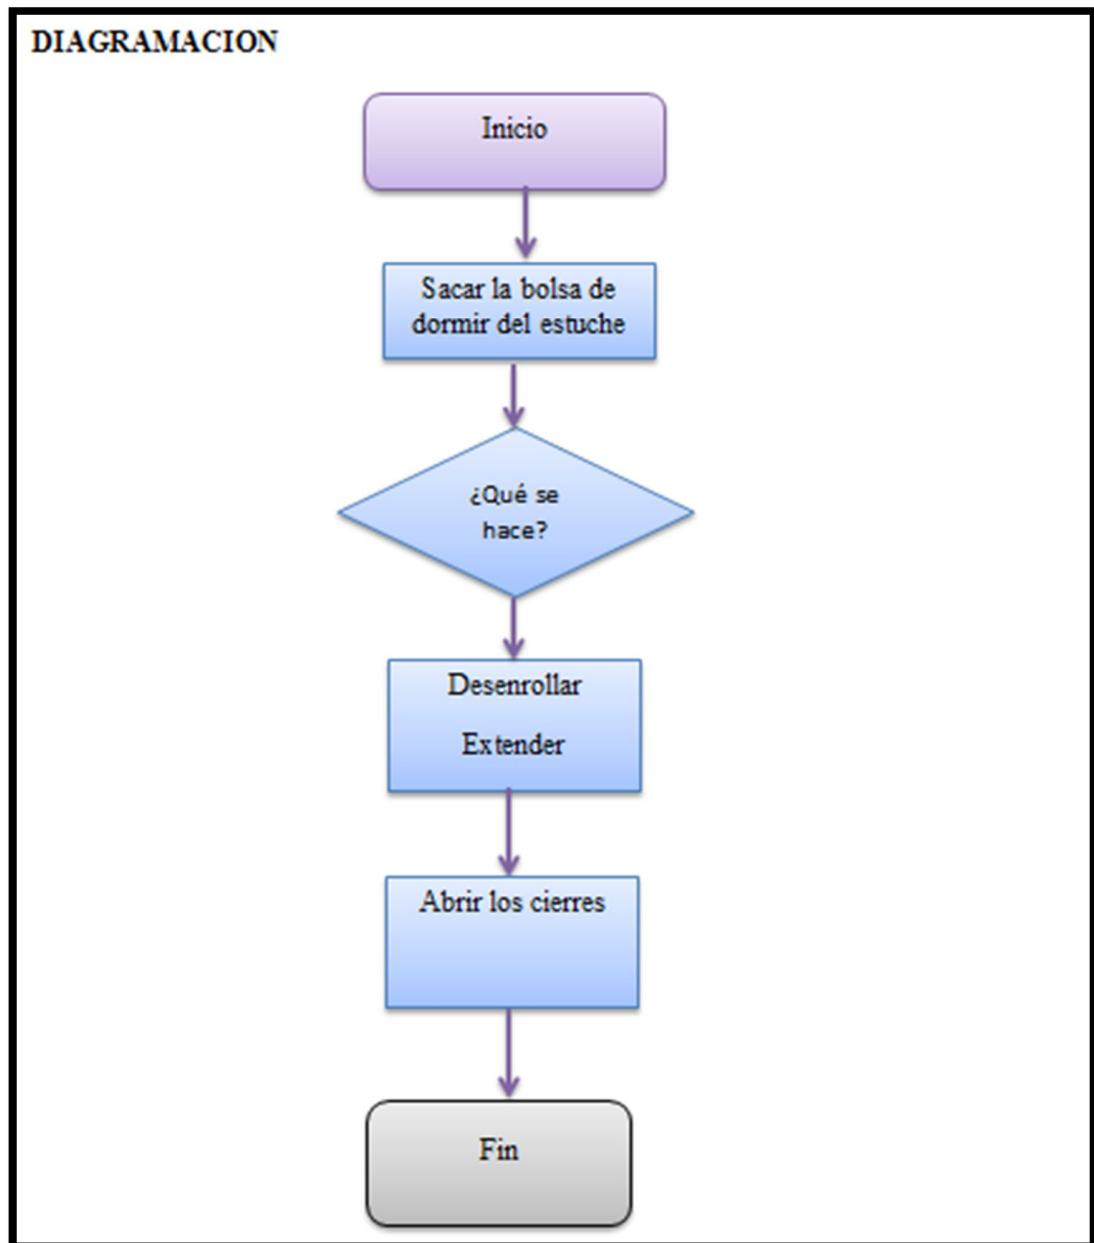 DIAGRAMACION
Inicio
Sacar la bolsa de
dormir del estuche
¿Qué se
hace?
Desenrollar
Extender
Abrir los cierres
Fin